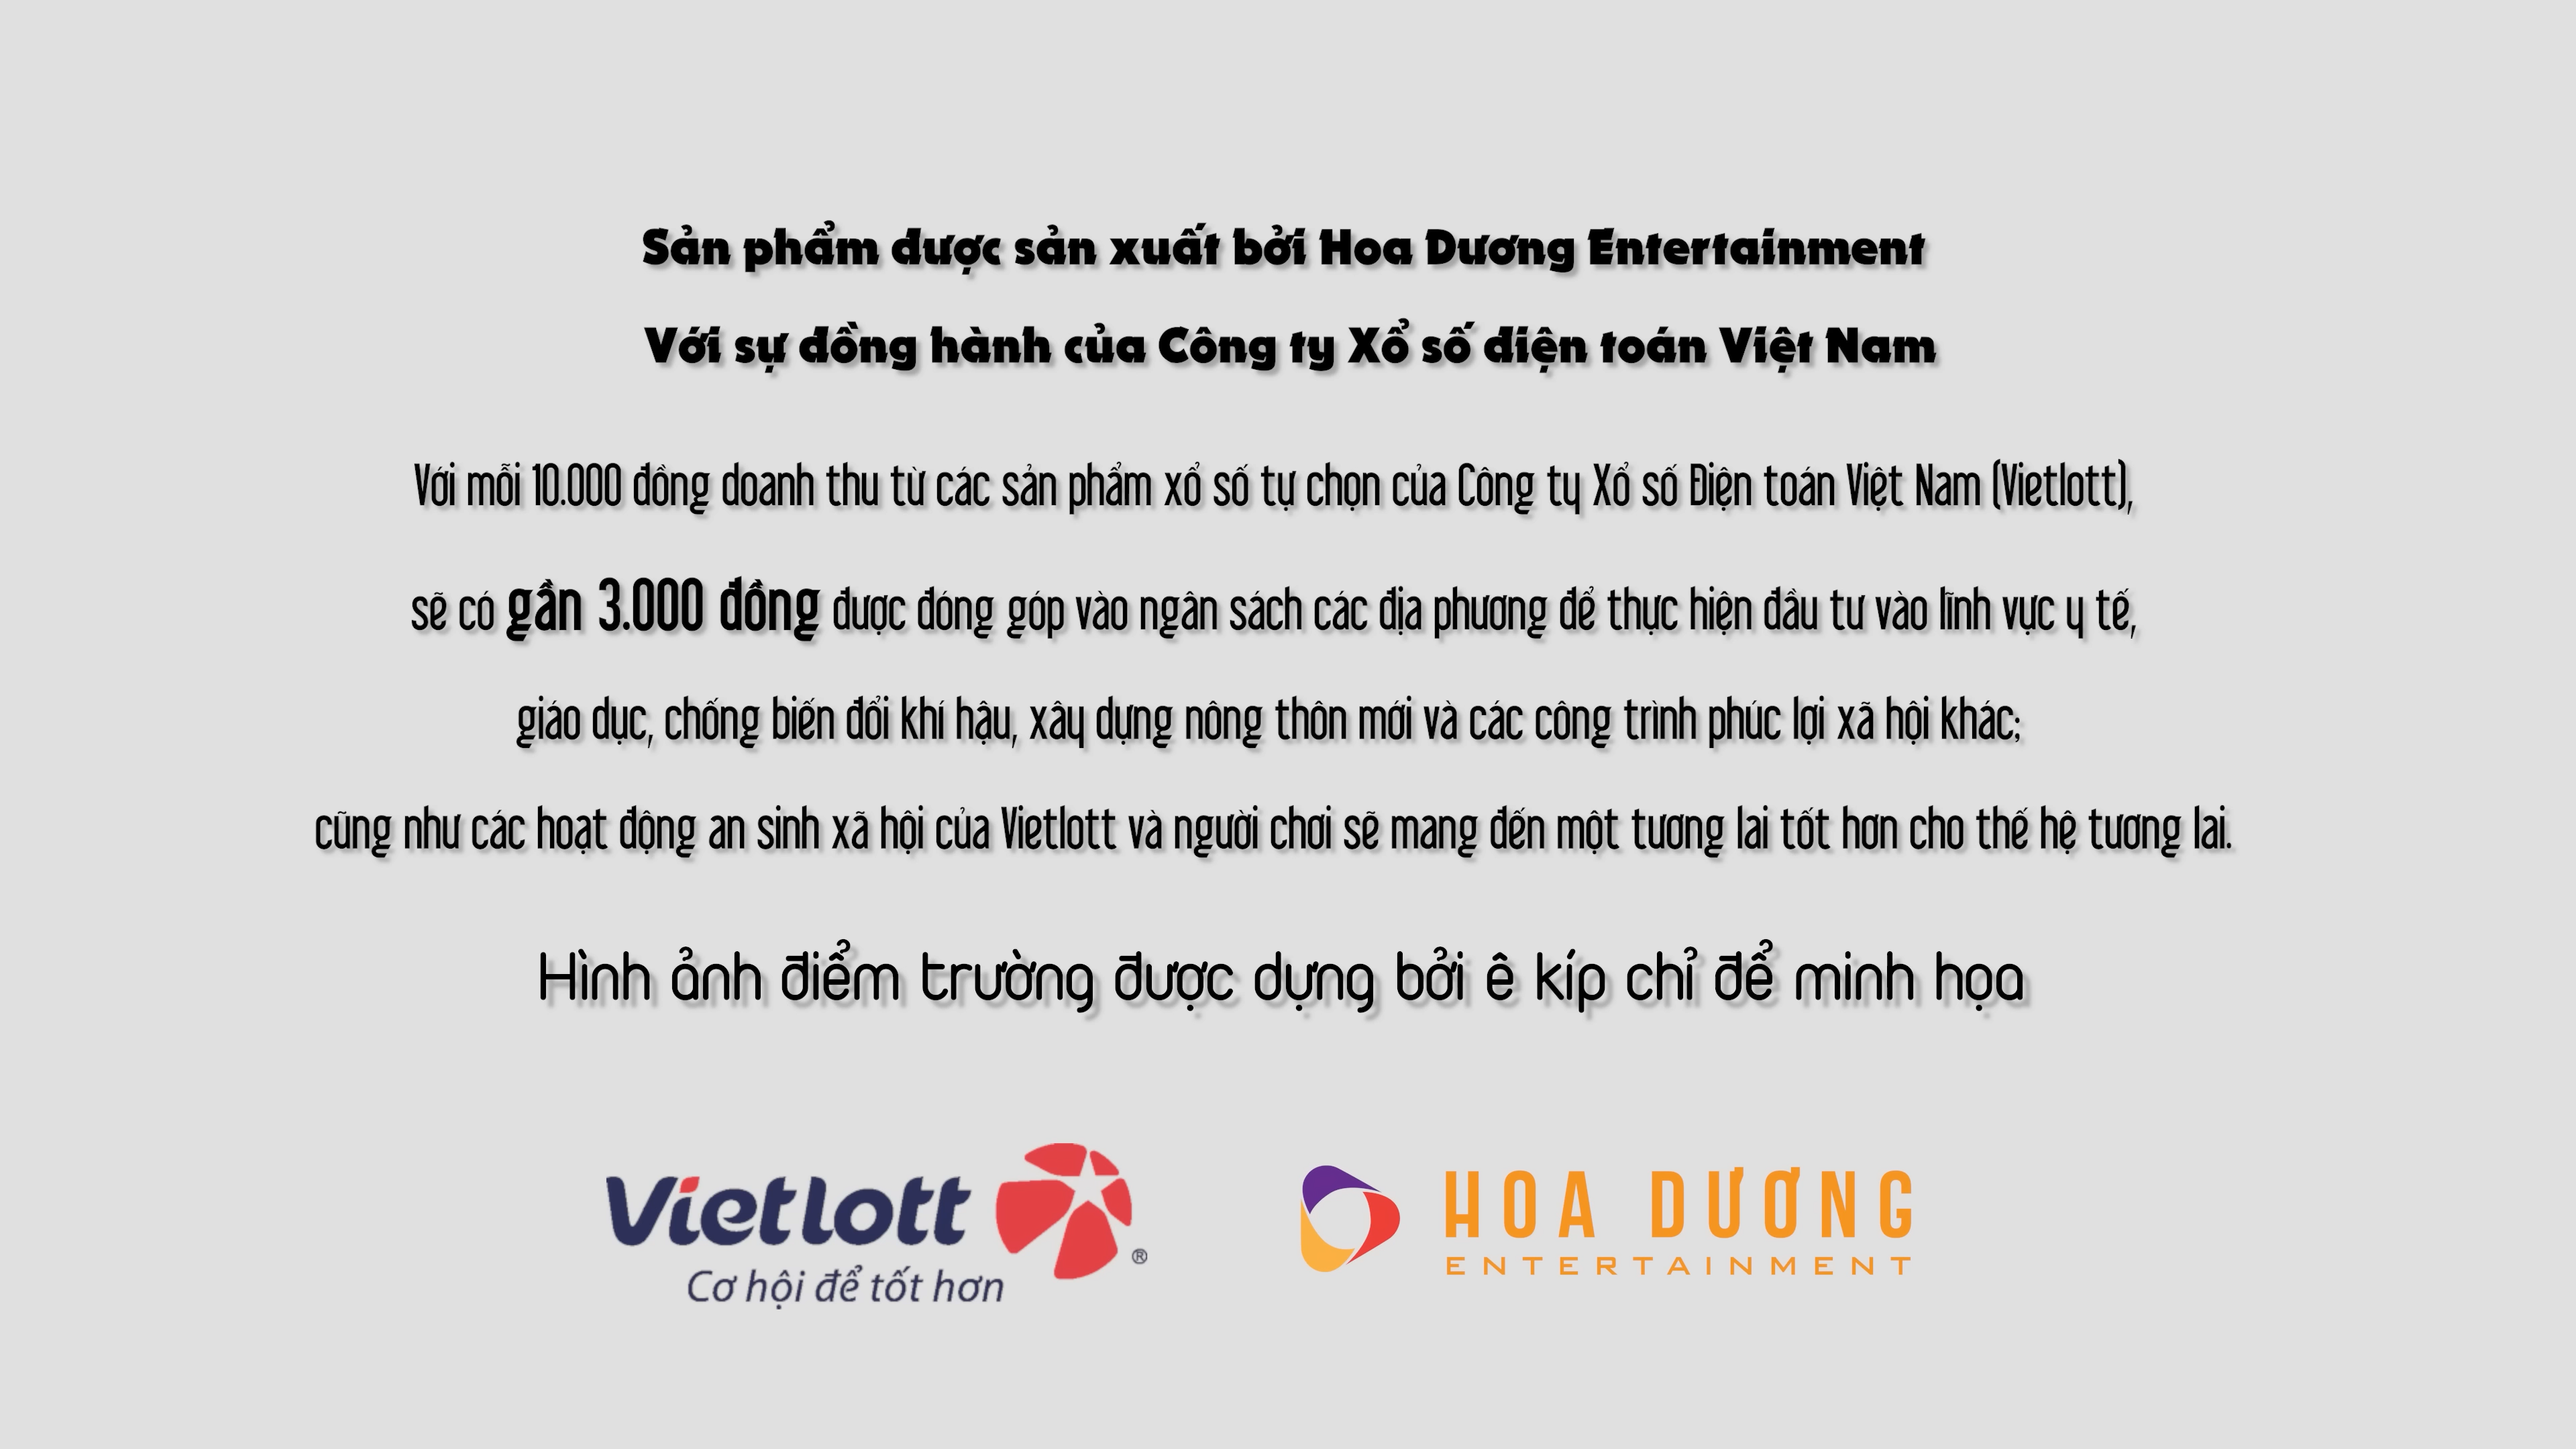 Sản phẩm được sản xuất bởi Hoa Dương Entertainment
Với sự đồng hành của Công ty Xổ số điện toán Việt Nam
Với mỗi 10.000 đồng doanh thu từ các sản phẩm xổ số tự chọn của Công ty Xổ số Điện toán Việt Nam (Vietlott),
sẽ có gần 3.000 đồng được đóng góp vào ngân sách các địa phương để thực hiện đầu tư vào lĩnh vực y tế,
giáo dục, chống biến đổi khí hậu, xây dựng nông thôn mới và các công trình phúc lợi xã hội khác;
cũng như các hoạt động an sinh xã hội của Vietlott và người chơi sẽ mang đến một tương lai tốt hơn cho thế hệ tương lai.
Hình ảnh điểm trường được dựng bởi ê kíp chỉ để minh họa
Vietlott ®
Cơ hội để tốt hơn
HOA DƯƠNG
ENTERTAINMENT